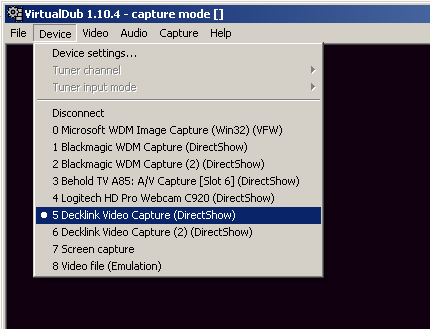 VirtualDub 1.10.4 - capture mode []
File Device Video Audio Capture Help
Device settings...
Tuner channel
Tuner input mode
Disconnect
0 Microsoft WDM Image Capture (Win32) (VFW)
1 Blackmagic WDM Capture (DirectShow)
2 Blackmagic WDM Capture (2) (DirectShow)
3 Behold TV A85: A/V Capture [Slot 6] (DirectShow)
4 Logitech HD Pro Webcam C920 (DirectShow)
5 Decklink Video Capture (DirectShow)
6 Decklink Video Capture (2) (DirectShow)
7 Screen capture
8 Video file (Emulation)